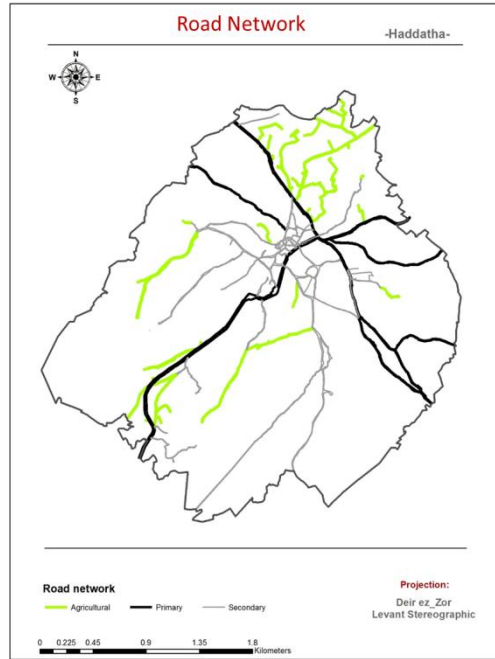 Road Network
-Haddatha-
N
W E
S
Road network
Agricultural Primary Secondary
Projection:
Deir ez_Zor
Levant Stereographic
0 0.225 0.45 0.9 1.35 1.8
Kilometers